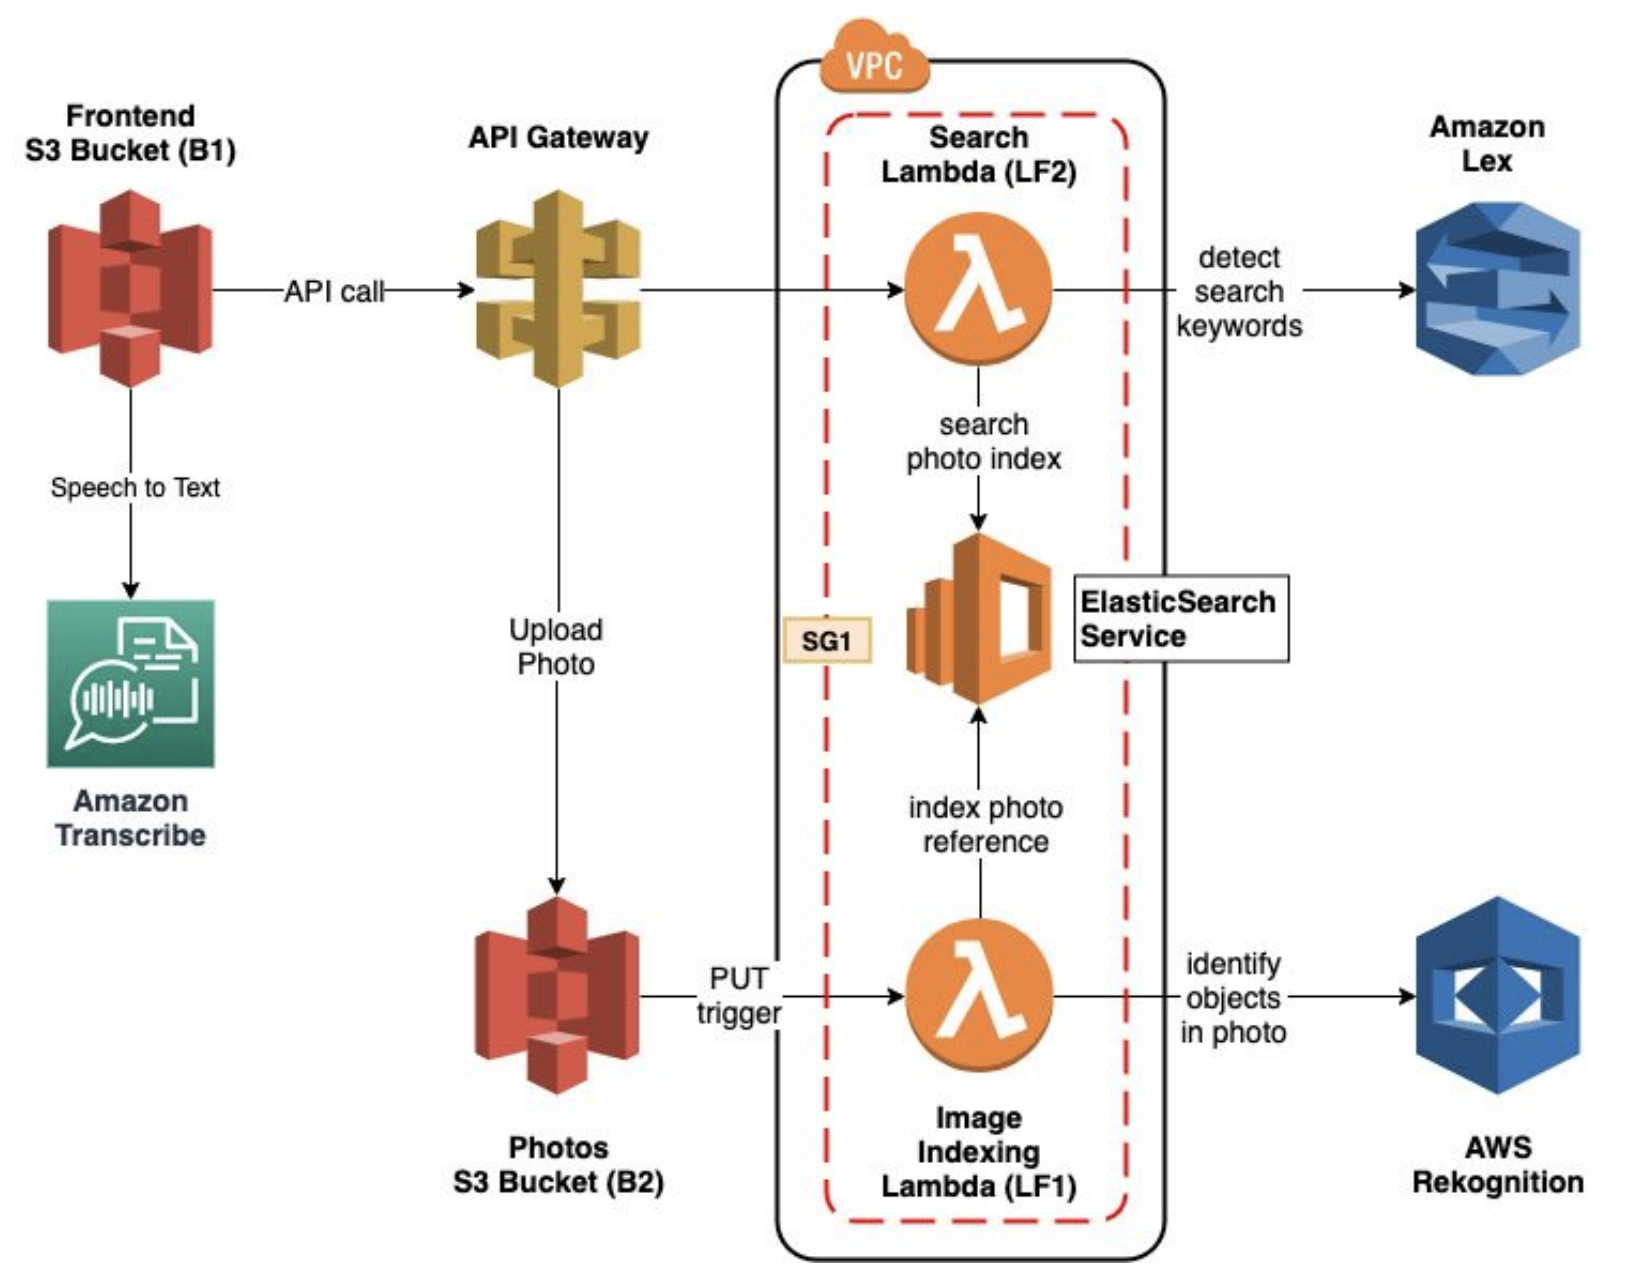 VPC
Frontend
S3 Bucket (B1)
API Gateway
Search
Lambda (LF2)
Amazon
Lex
API call
detect
search
keywords
search
photo index
Speech to Text
ElasticSearch
Service
SG1
Upload
Photo
Amazon
Transcribe
index photo
reference
PUT
trigger
identify
objects
in photo
Photos
S3 Bucket (B2)
Image
Indexing
Lambda (LF1)
AWS
Rekognition